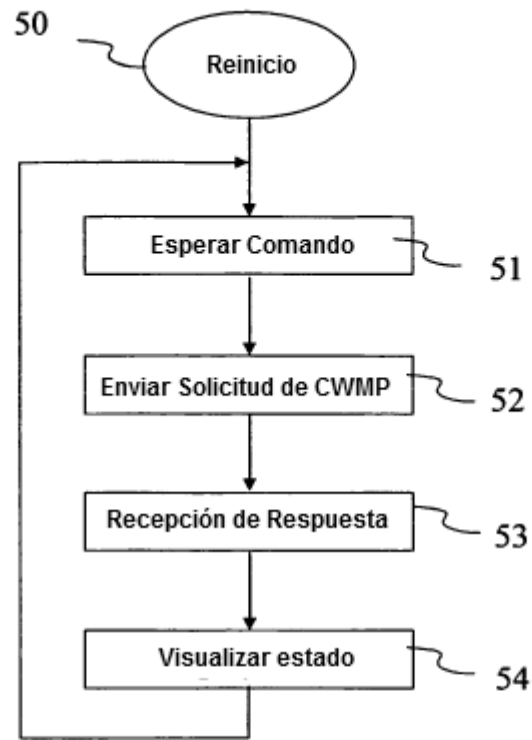 50
Reinicio
Esperar Comando
51
Enviar Solicitud de CWMP
52
Recepción de Respuesta
53
Visualizar estado
54